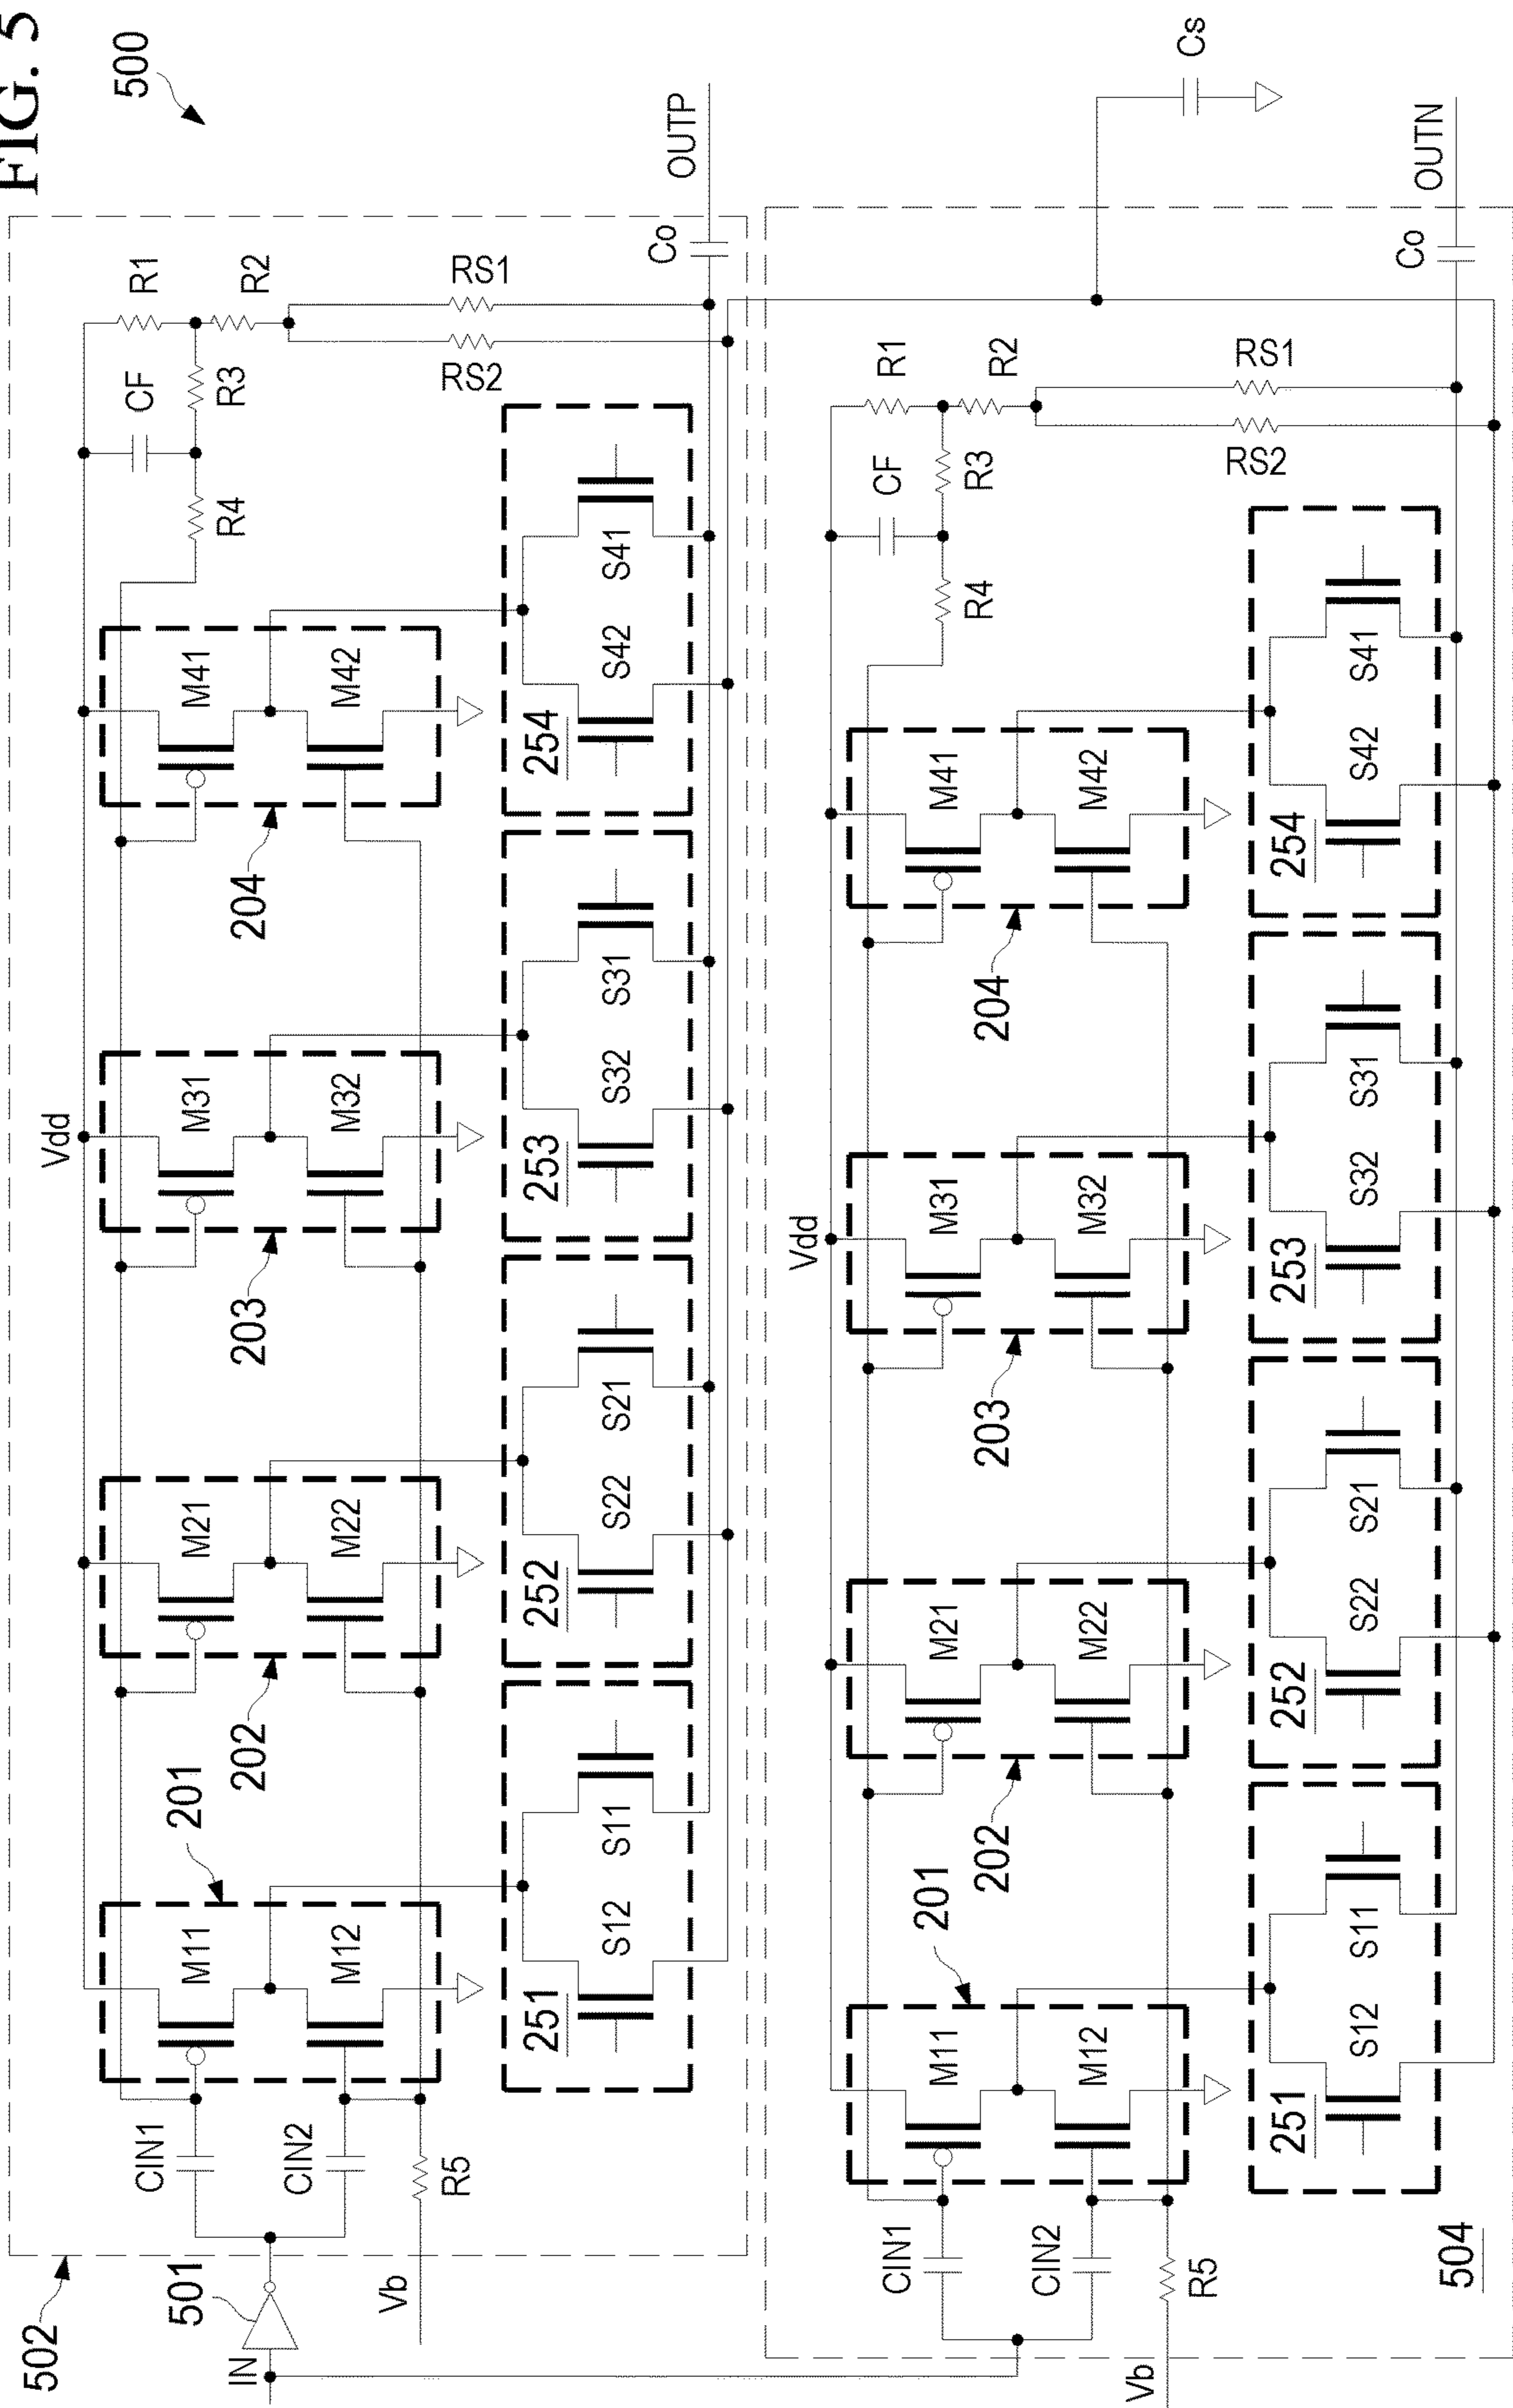 FIG. 5
500
502
501
IN
Vb
CIN1
CIN2
R5
201
M11
M12
202
M21
M22
203
Vdd
M31
M32
204
M41
M42
R4
CF
R3
R1
R2
RS2
RS1
251
S12
S11
252
S22
S21
253
S32
S31
254
S42
S41
Co
OUTP
Cs
504
Vb
CIN1
CIN2
R5
201
M11
M12
202
M21
M22
203
Vdd
M31
M32
204
M41
M42
R4
CF
R3
R1
R2
RS2
RS1
251
S12
S11
252
S22
S21
253
S32
S31
254
S42
S41
Co
OUTN